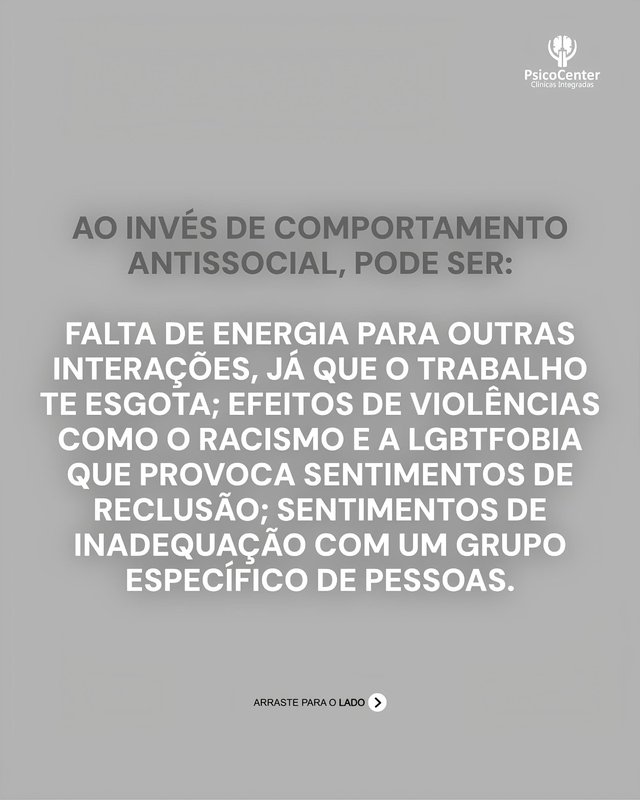 PsicoCenter
Clínicas Integradas
AO INVÉS DE COMPORTAMENTO
ANTISSOCIAL, PODE SER:
FALTA DE ENERGIA PARA OUTRAS
INTERAÇÕES, JÁ QUE O TRABALHO
TE ESGOTA; EFEITOS DE VIOLÊNCIAS
COMO O RACISMO E A LGBTFOBIA
QUE PROVOCA SENTIMENTOS DE
RECLUSÃO; SENTIMENTOS DE
INADEQUAÇÃO COM UM GRUPO
ESPECÍFICO DE PESSOAS.
ARRASTE PARA O LADO